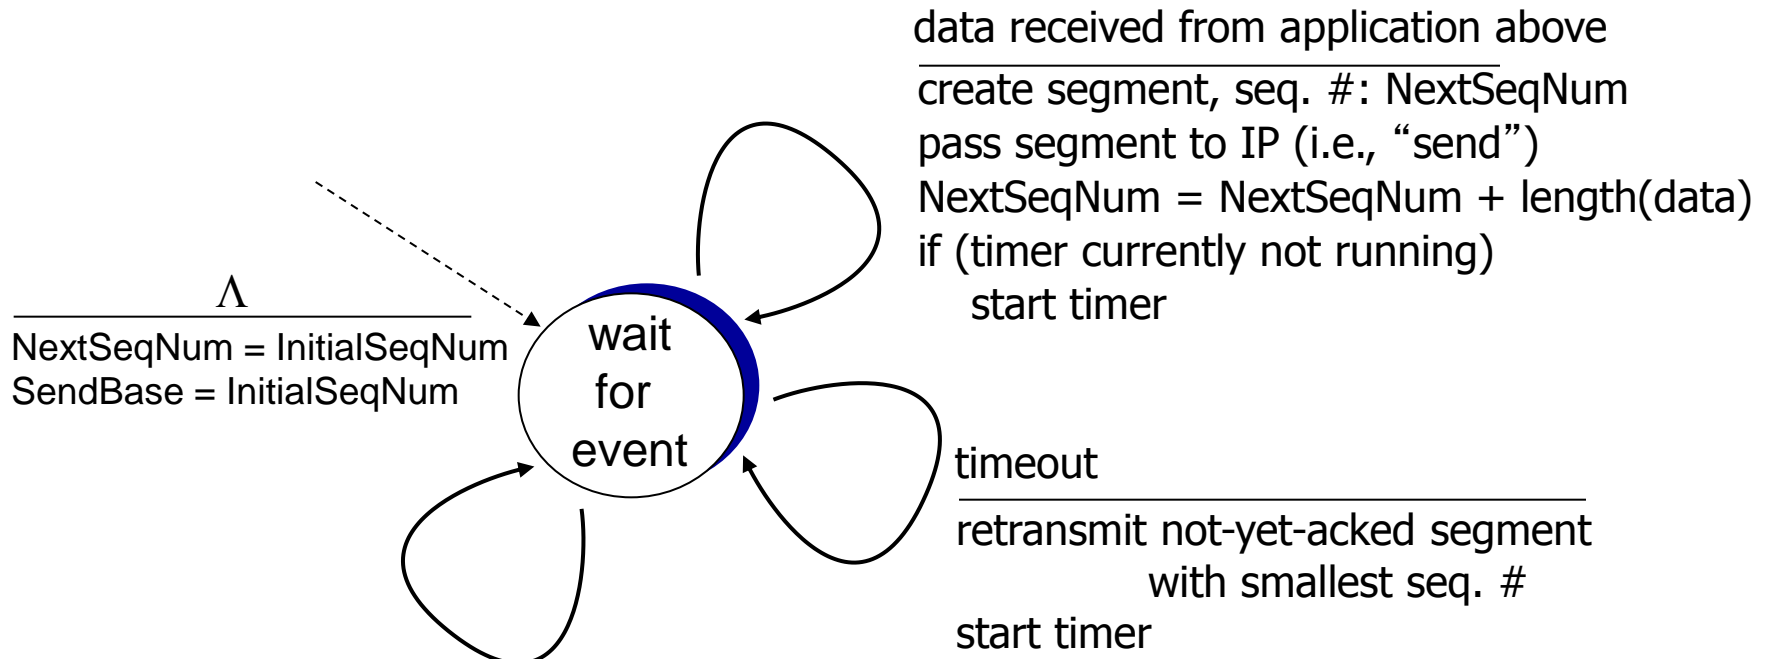 data received from application above
create segment, seq. #: NextSeqNum
pass segment to IP (i.e., “send”)
NextSeqNum = NextSeqNum + length(data)
if (timer currently not running)
start timer
Λ
NextSeqNum = InitialSeqNum
SendBase = InitialSeqNum
wait
for
event
timeout
retransmit not-yet-acked segment
with smallest seq. #
start timer